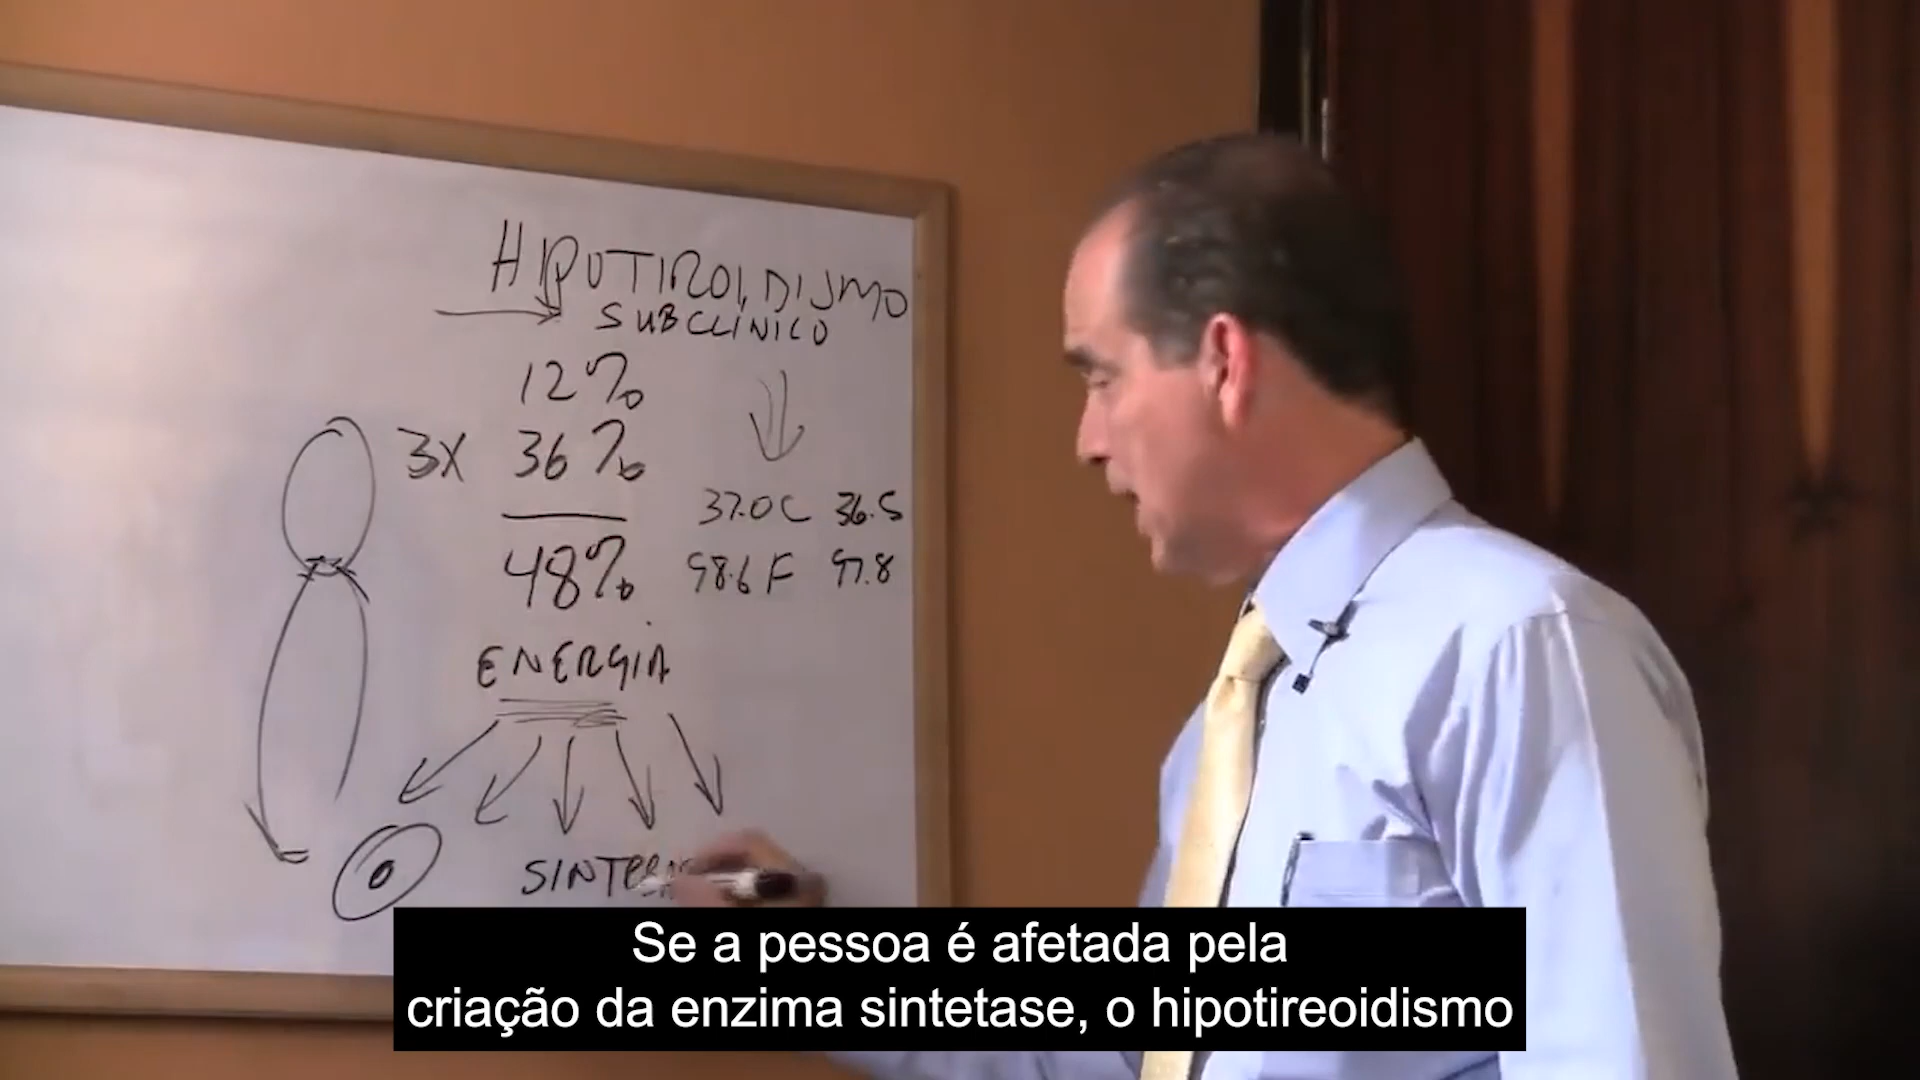 HIPOTIROIDISMO
SUBCLINICO
12%
3X 36%
48%
37.0C 36.5
98.6F 97.8
ENERGIA
Se a pessoa é afetada pela
criação da enzima sintetase, o hipotireoidismo